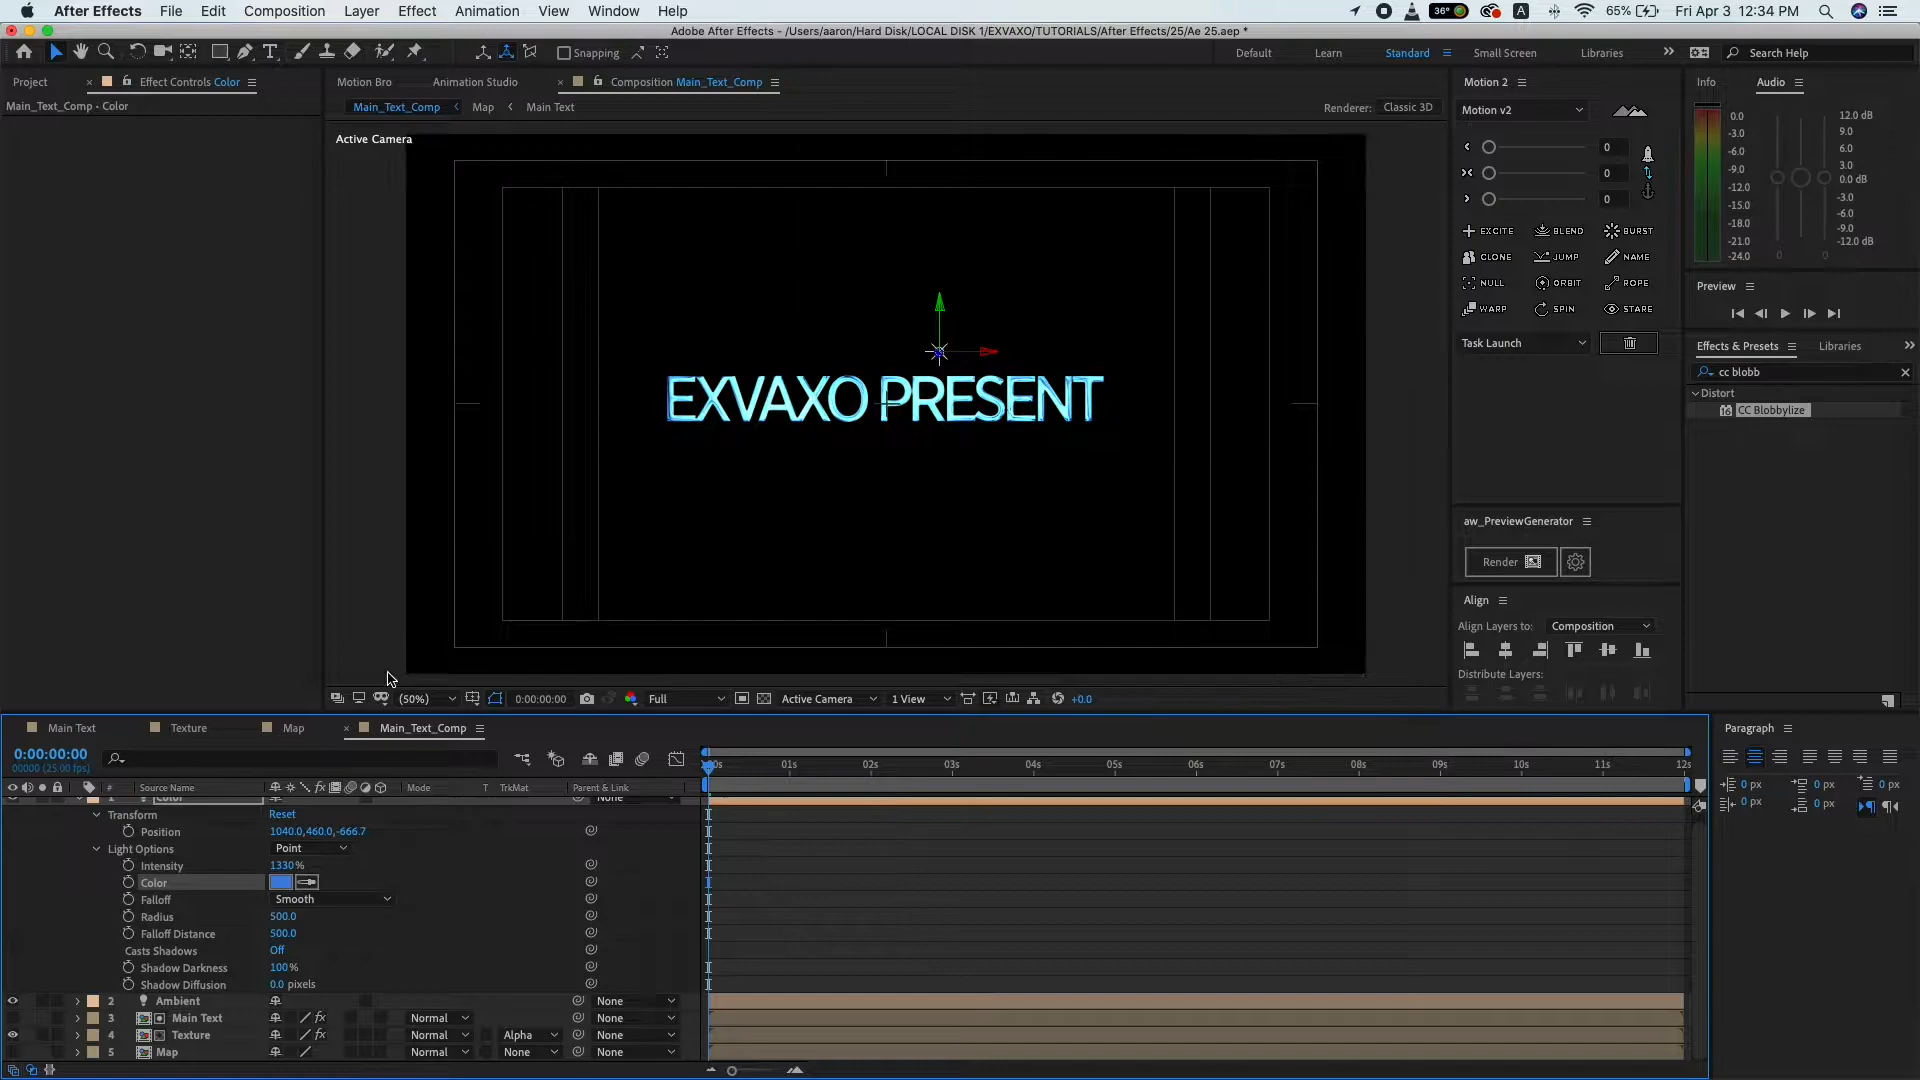 After Effects File Edit Composition Layer Effect Animation View Window Help 36° A 65% Fri Apr 3 12:34 PM
Adobe After Effects - /Users/aaron/Hard Disk/LOCAL DISK 1/EXVAXO/TUTORIALS/After Effects/25/Ae 25.aep *
Snapping Default Learn Standard Small Screen Libraries Search Help
Project Effect Controls Color Motion Bro Animation Studio Composition Main_Text_Comp Motion 2 Info Audio
Main_Text_Comp - Color Main_Text_Comp Map Main Text Renderer: Classic 3D Motion v2
Active Camera
EXVAXO PRESENT
0
0
0
EXCITE BLEND BURST
CLONE JUMP NAME
NULL ORBIT ROPE
WARP SPIN STARE
Task Launch
0.0
-3.0
-6.0
-9.0
-12.0
-15.0
-18.0
-21.0
-24.0
12.0 dB
9.0
6.0
3.0
0.0 dB
-3.0
-6.0
-9.0
-12.0 dB
0 0
Preview
Effects & Presets Libraries
cc blobb
Distort
CC Blobbylize
aw_PreviewGenerator
Render
Align
Align Layers to: Composition
Distribute Layers:
(50%) 0:00:00:00 Full Active Camera 1 View +0.0
Main Text Texture Map Main_Text_Comp
0:00:00:00
00000 (25.00 fps)
# Source Name Mode T TrkMat Parent & Link
01s 02s 03s 04s 05s 06s 07s 08s 09s 10s 11s 12s
1 Color None
Transform Reset
Position 1040.0,460.0,-666.7
Light Options Point
Intensity 1330%
Color
Falloff Smooth
Radius 500.0
Falloff Distance 500.0
Casts Shadows Off
Shadow Darkness 100%
Shadow Diffusion 0.0 pixels
2 Ambient None
3 Main Text Normal None
4 Texture Normal Alpha None
5 Map Normal None None
Paragraph
0 px 0 px 0 px
0 px 0 px